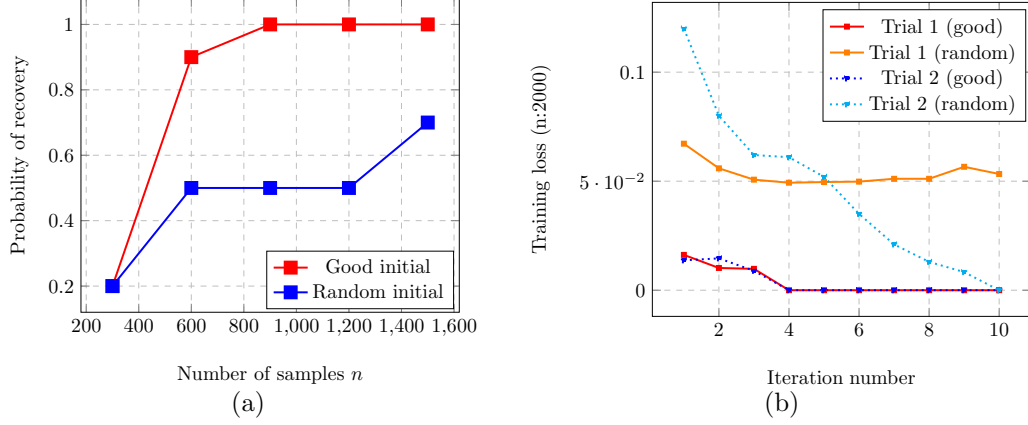 1
0.8
0.6
0.4
0.2
200 400 600 800 1,000 1,200 1,400 1,600
Probability of recovery
Number of samples n
Good initial
Random initial
(a)
0.1
5 · 10⁻²
0
2 4 6 8 10
Training loss (n:2000)
Iteration number
Trial 1 (good)
Trial 1 (random)
Trial 2 (good)
Trial 2 (random)
(b)